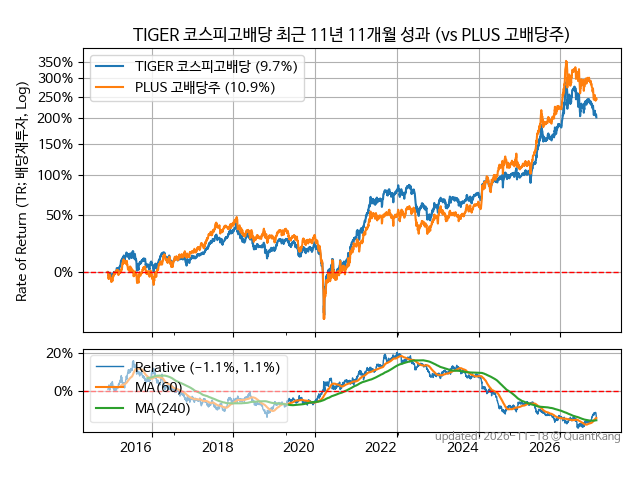 TIGER 코스피고배당 최근 11년 11개월 성과 (vs PLUS 고배당주)
Rate of Return (TR: 배당재투자, Log)
350%
300%
250%
200%
150%
100%
50%
0%
TIGER 코스피고배당 (9.7%)
PLUS 고배당주 (10.9%)
20%
0%
Relative (−1.1%, 1.1%)
MA(60)
MA(240)
updated: 2026-11-18 © QuantKang
2016
2018
2020
2022
2024
2026